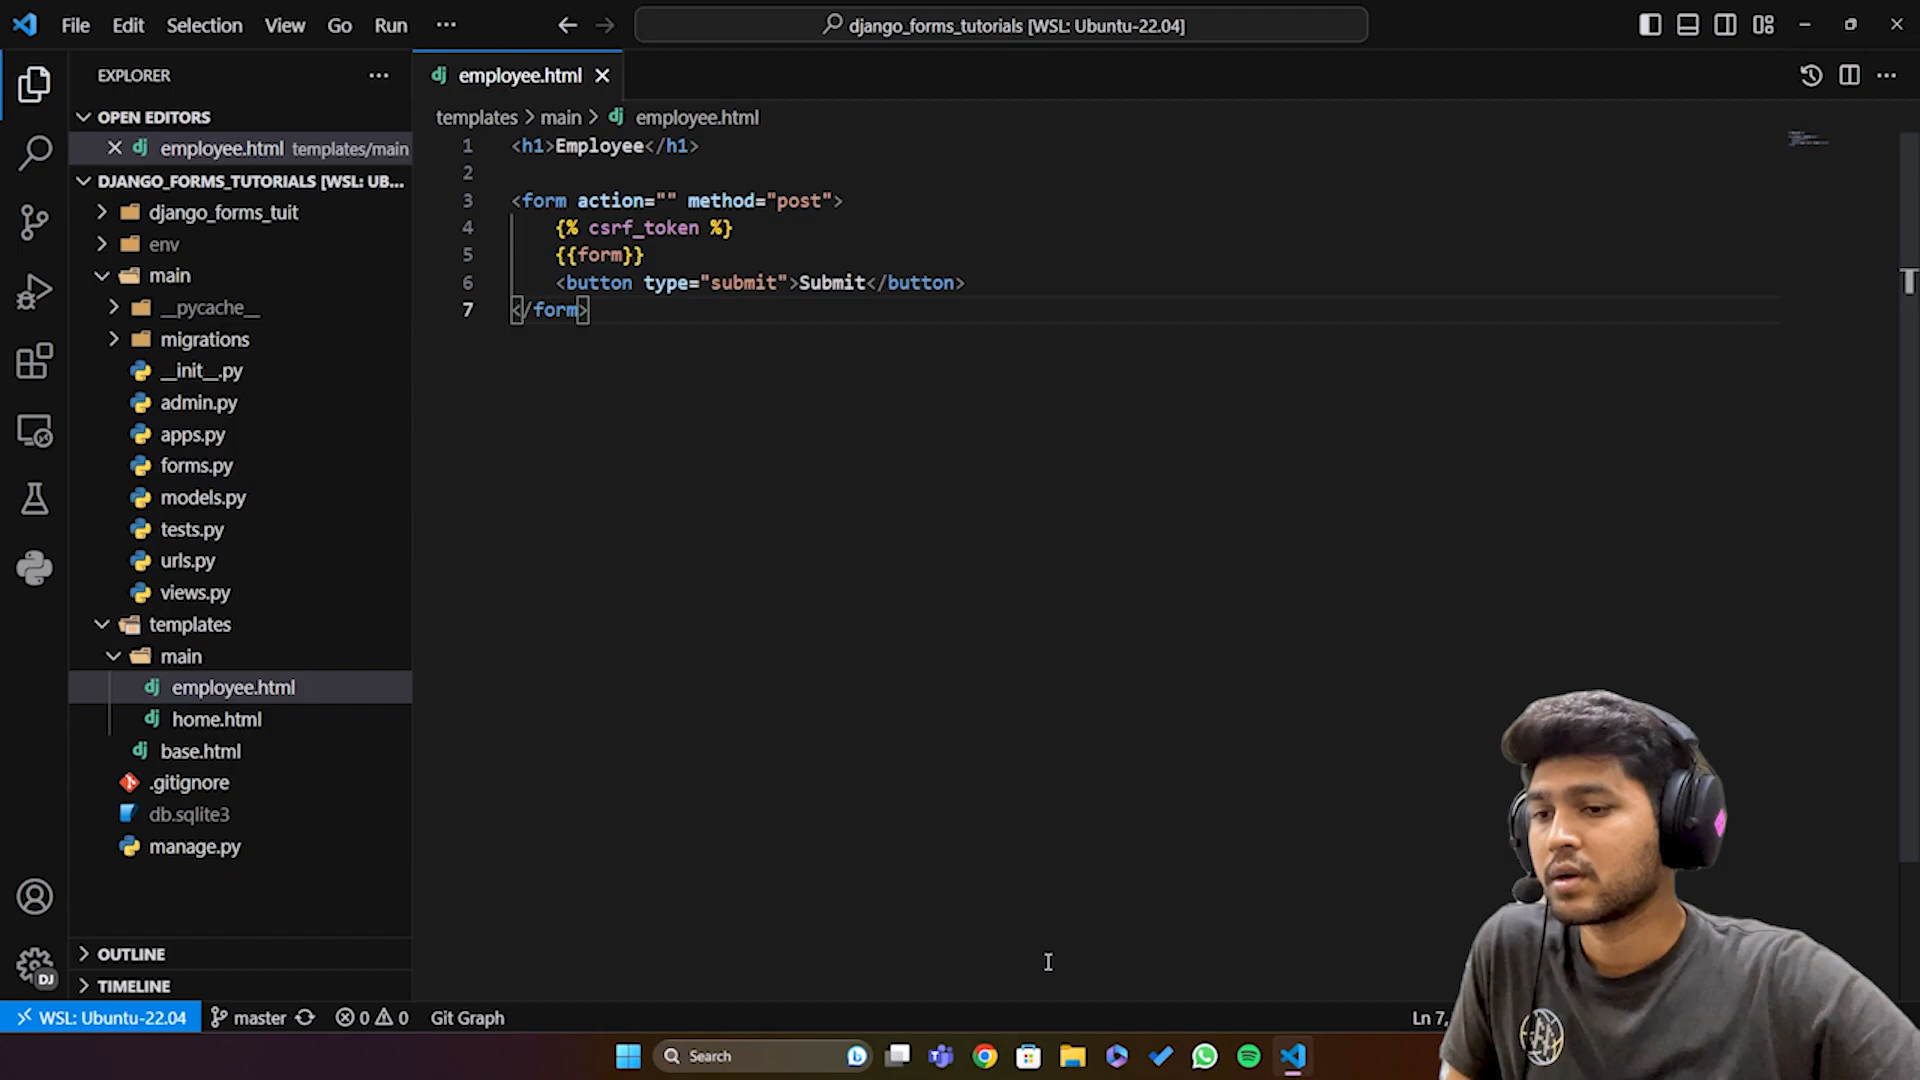 File Edit Selection View Go Run ··· django_forms_tutorials [WSL: Ubuntu-22.04]
EXPLORER
OPEN EDITORS
employee.html templates/main
DJANGO_FORMS_TUTORIALS [WSL: UB...
django_forms_tuit
env
main
__pycache__
migrations
__init__.py
admin.py
apps.py
forms.py
models.py
tests.py
urls.py
views.py
templates
main
employee.html
home.html
base.html
.gitignore
db.sqlite3
manage.py
OUTLINE
TIMELINE
employee.html
templates > main > employee.html
1 <h1>Employee</h1>
2
3 <form action="" method="post">
4 {% csrf_token %}
5 {{form}}
6 <button type="submit">Submit</button>
7 </form>
DJ
WSL: Ubuntu-22.04 master 0 0 Git Graph Ln 7,
Search